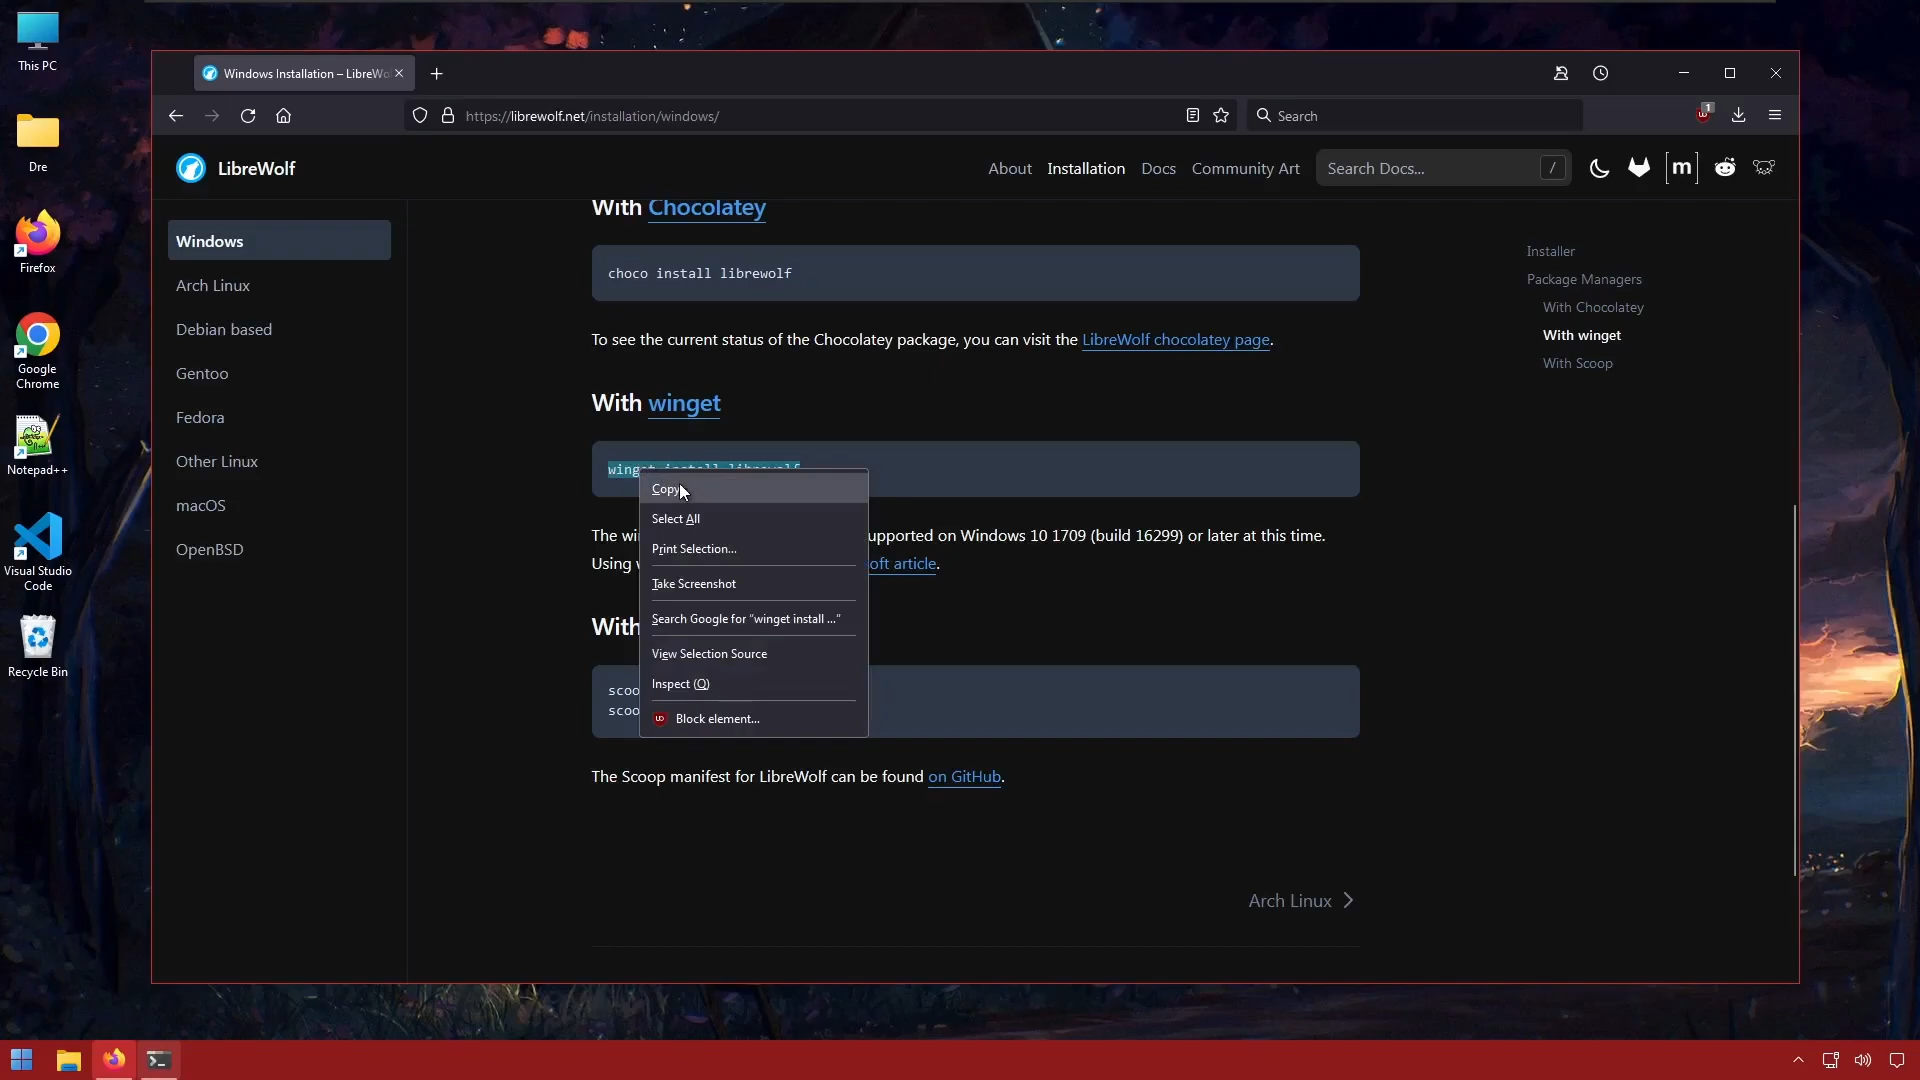 This PC
Dre
Firefox
Google
Chrome
Notepad++
Visual Studio
Code
Recycle Bin
Windows Installation – LibreWo
https://librewolf.net/installation/windows/
Search
1
LibreWolf
About
Installation
Docs
Community Art
Search Docs...
/
[m]
Windows
Arch Linux
Debian based
Gentoo
Fedora
Other Linux
macOS
OpenBSD
With Chocolatey
choco install librewolf
To see the current status of the Chocolatey package, you can visit the LibreWolf chocolatey page.
With winget
winget install librewolf
Copy
Select All
Print Selection...
Take Screenshot
Search Google for “winget install ...”
View Selection Source
Inspect (Q)
Block element...
The wi
upported on Windows 10 1709 (build 16299) or later at this time.
Using
oft article.
With
scoo
scoo
The Scoop manifest for LibreWolf can be found on GitHub.
Arch Linux
Installer
Package Managers
With Chocolatey
With winget
With Scoop